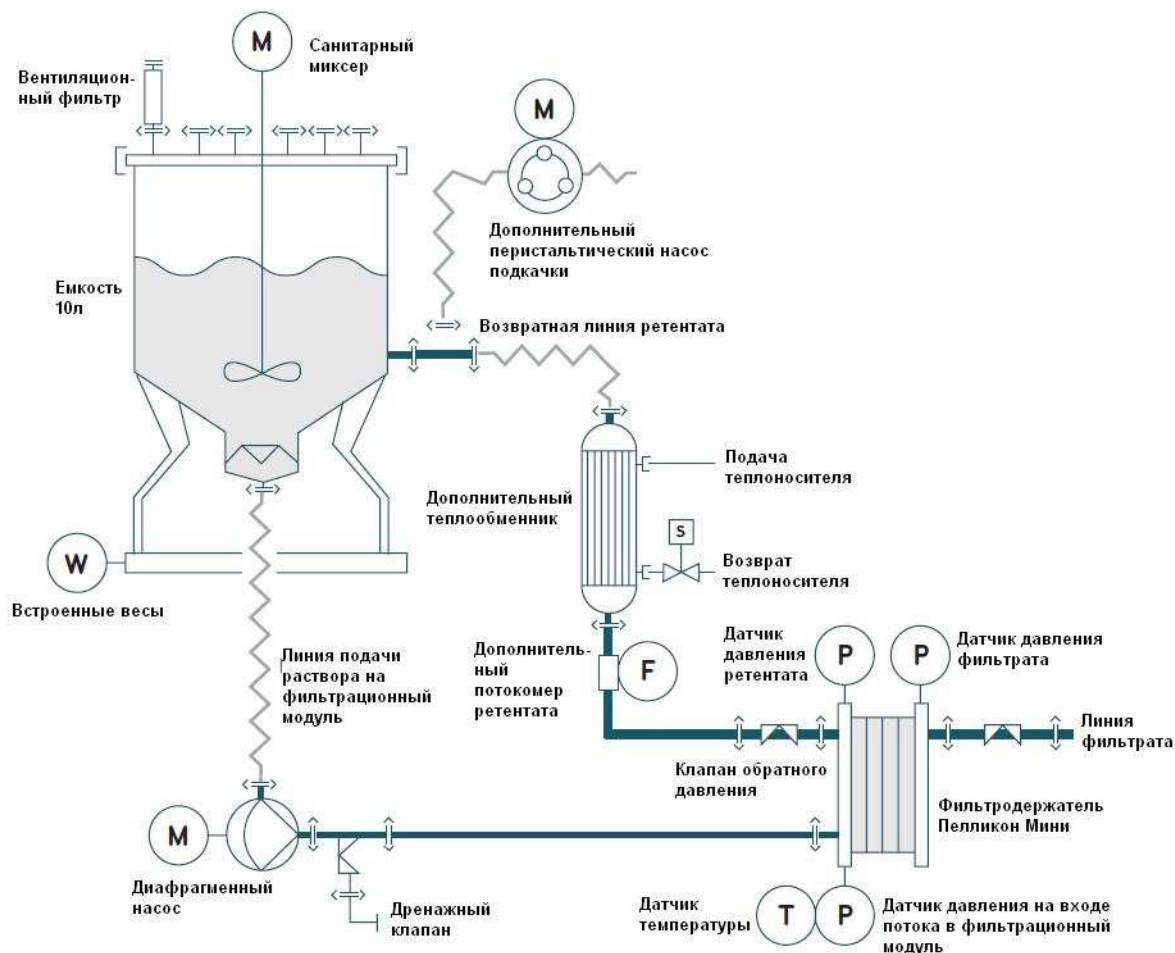 M
Санитарный
миксер
Вентиляцион-
ный фильтр
M
Дополнительный
перистальтический насос
подкачки
Емкость
10л
Возвратная линия ретентата
Подача
теплоносителя
Дополнительный
теплообменник
S
Возврат
теплоносителя
W
Встроенные весы
Линия подачи
раствора на
фильтрационный
модуль
Дополнитель-
ный
потокомер
ретентата
F
Датчик
давления
ретентата
P
P
Датчик давления
фильтрата
Линия
фильтрата
Клапан обратного
давления
Фильтродержатель
Пелликон Мини
M
Диафрагменный
насос
Дренажный
клапан
Датчик
температуры
T
P
Датчик давления на входе
потока в фильтрационный
модуль